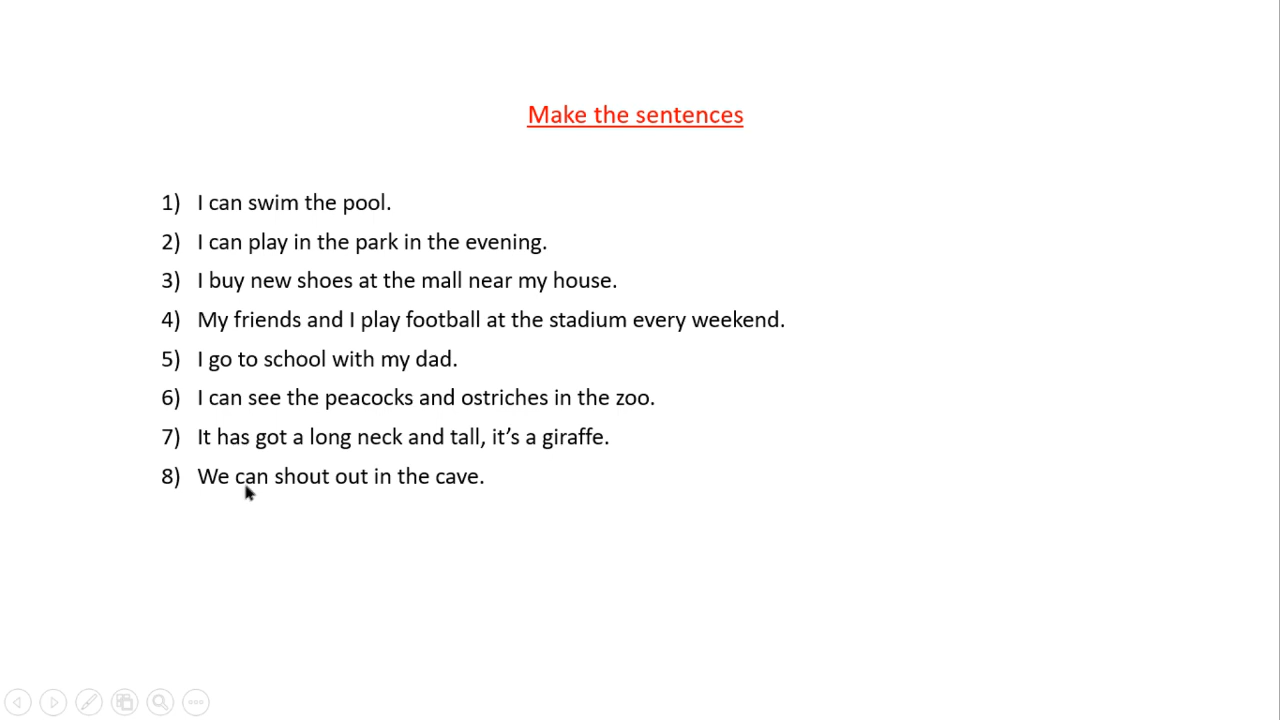 Make the sentences
1) I can swim the pool.
2) I can play in the park in the evening.
3) I buy new shoes at the mall near my house.
4) My friends and I play football at the stadium every weekend.
5) I go to school with my dad.
6) I can see the peacocks and ostriches in the zoo.
7) It has got a long neck and tall, it’s a giraffe.
8) We can shout out in the cave.